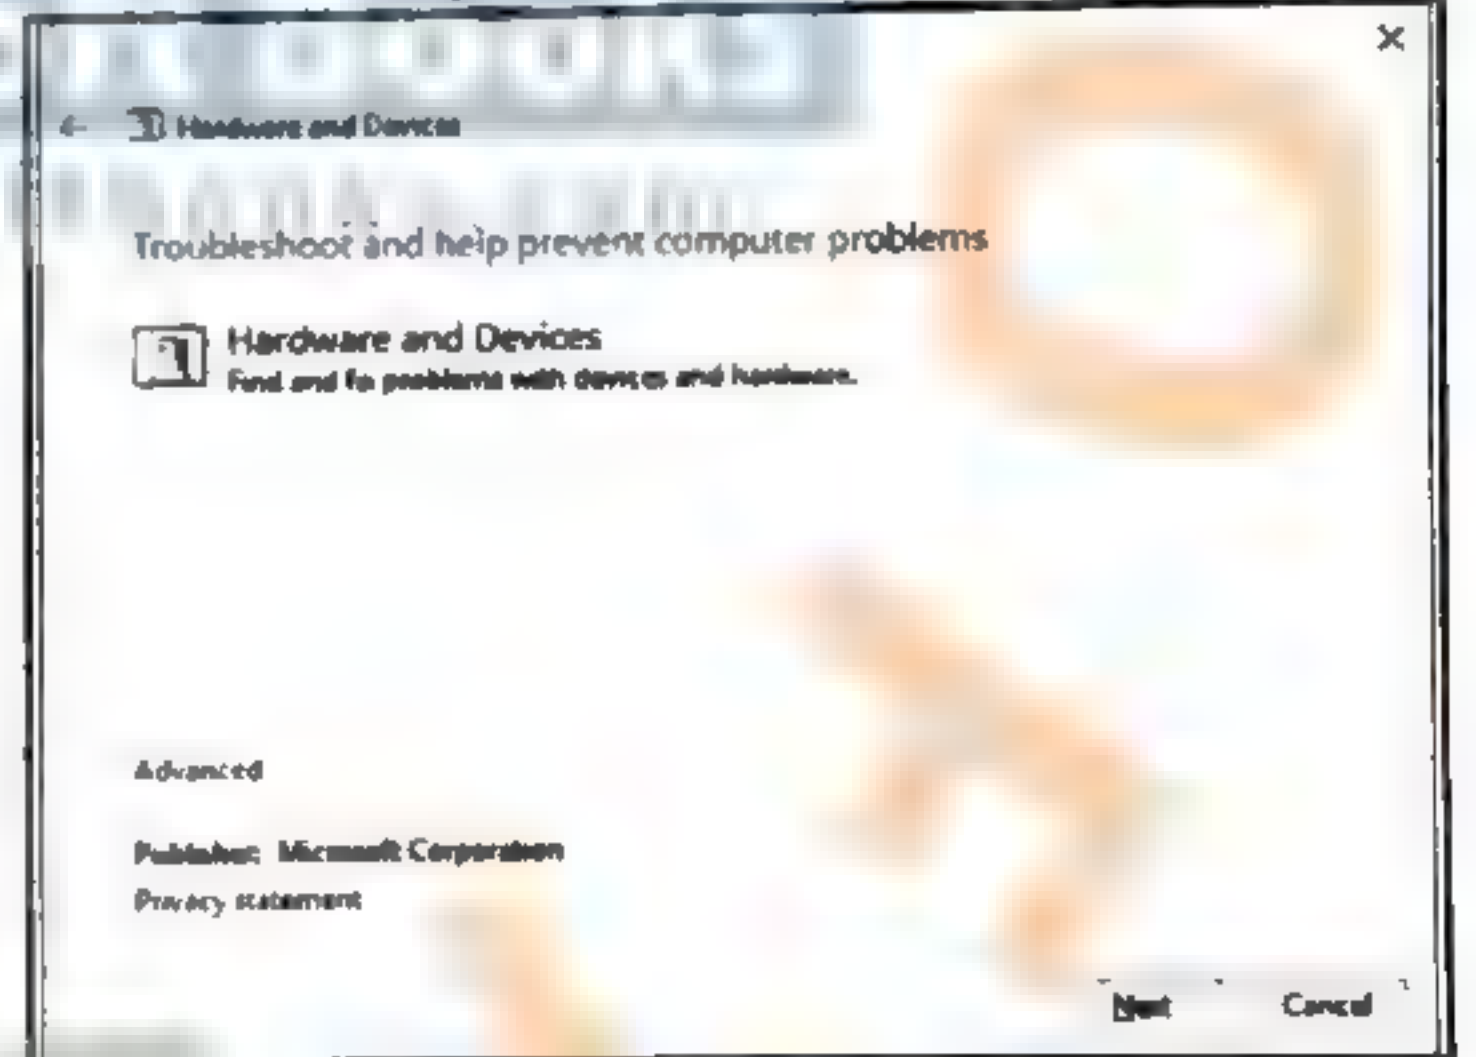 Hardware and Devices
Troubleshoot and help prevent computer problems
Hardware and Devices
Find and fix problems with devices and hardware.
Advanced
Publisher: Microsoft Corporation
Privacy statement
Next Cancel